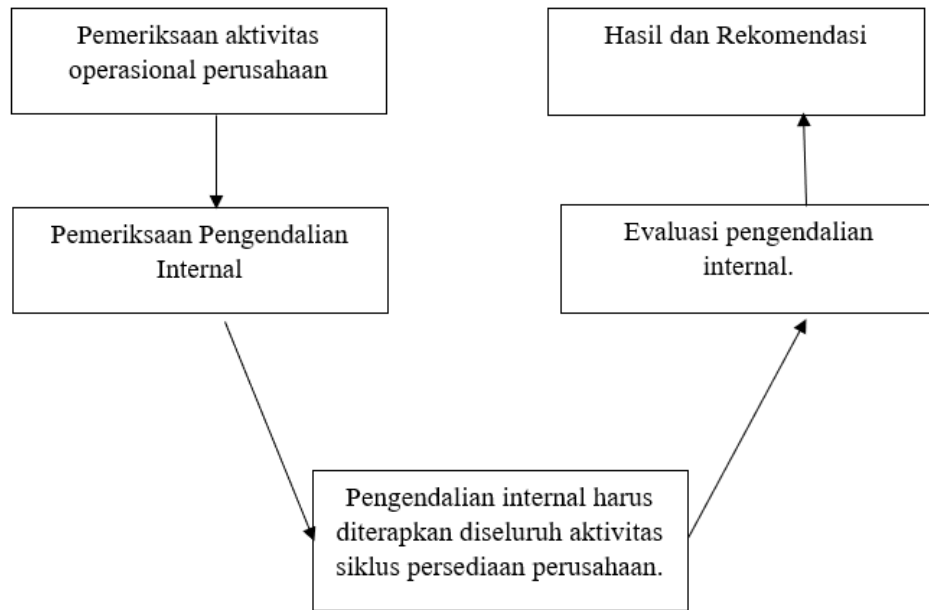 Pemeriksaan aktivitas
operasional perusahaan
Hasil dan Rekomendasi
Pemeriksaan Pengendalian
Internal
Evaluasi pengendalian
internal.
Pengendalian internal harus
diterapkan diseluruh aktivitas
siklus persediaan perusahaan.